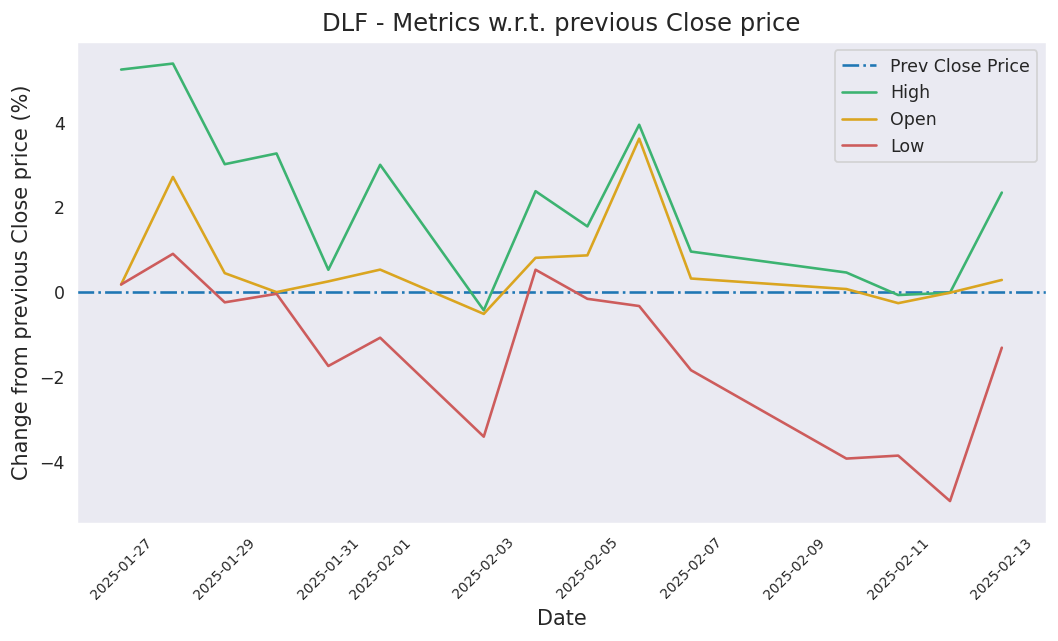 DLF - Metrics w.r.t. previous Close price
Prev Close Price
High
Open
Low
Change from previous Close price (%)
4
2
0
−2
−4
2025-01-27
2025-01-29
2025-01-31
2025-02-01
2025-02-03
2025-02-05
2025-02-07
2025-02-09
2025-02-11
2025-02-13
Date